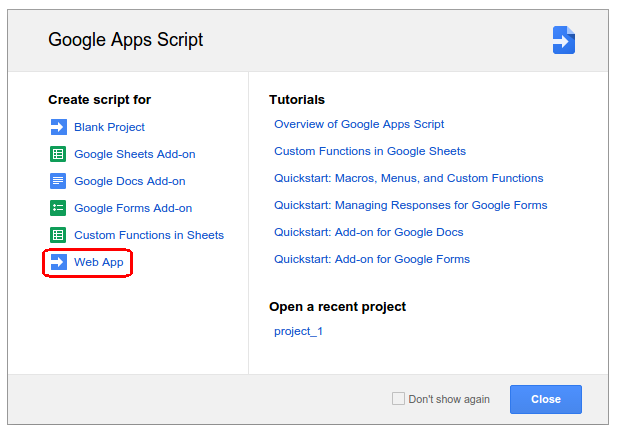 Google Apps Script
Create script for
Blank Project
Google Sheets Add-on
Google Docs Add-on
Google Forms Add-on
Custom Functions in Sheets
Web App
Tutorials
Overview of Google Apps Script
Custom Functions in Google Sheets
Quickstart: Macros, Menus, and Custom Functions
Quickstart: Managing Responses for Google Forms
Quickstart: Add-on for Google Docs
Quickstart: Add-on for Google Forms
Open a recent project
project_1
Don't show again
Close